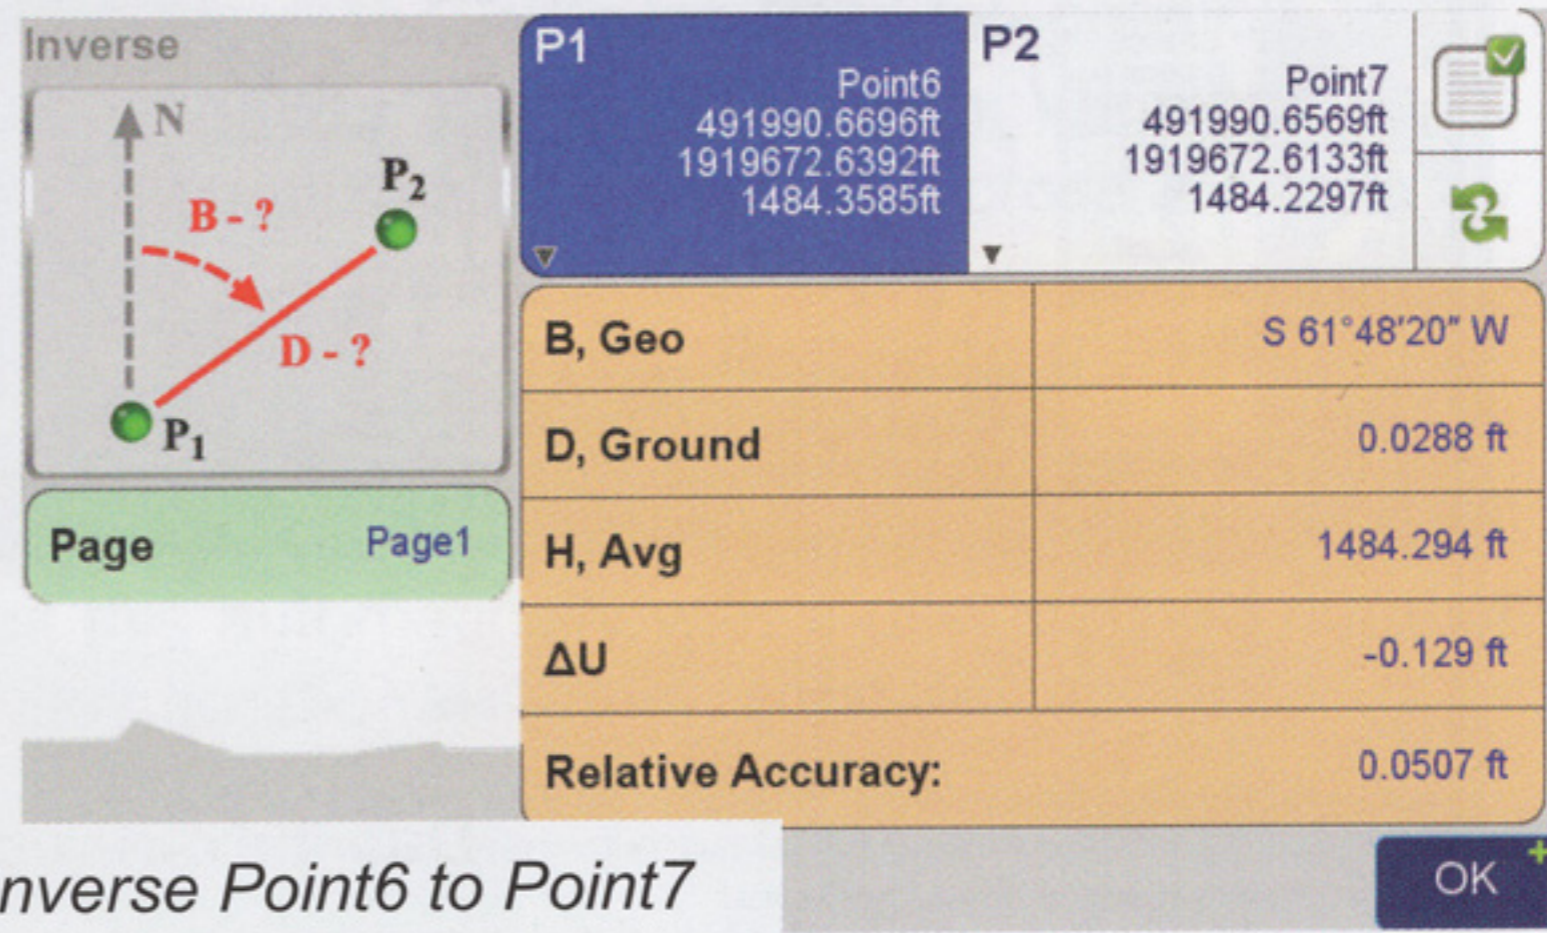 Inverse
N
B - ?
P2
D - ?
P1
Page Page1
P1
Point6
491990.6696ft
1919672.6392ft
1484.3585ft
P2
Point7
491990.6569ft
1919672.6133ft
1484.2297ft
B, Geo S 61°48'20" W
D, Ground 0.0288 ft
H, Avg 1484.294 ft
ΔU -0.129 ft
Relative Accuracy: 0.0507 ft
OK
nverse Point6 to Point7